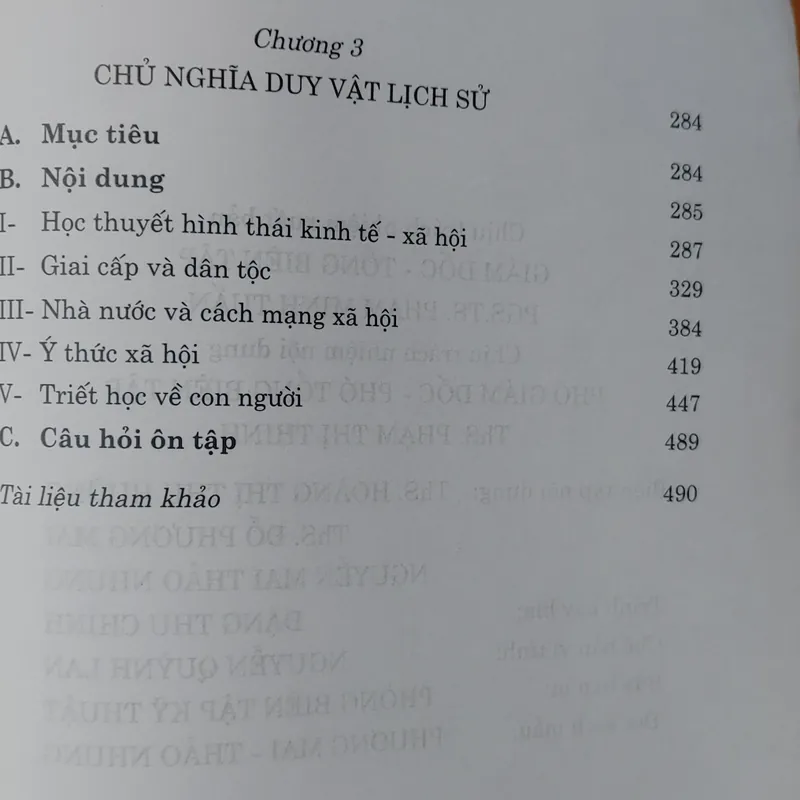 Chương 3
CHỦ NGHĨA DUY VẬT LỊCH SỬ 284
A. Mục tiêu 284
B. Nội dung 285
I- Học thuyết hình thái kinh tế - xã hội 287
II- Giai cấp và dân tộc 329
III- Nhà nước và cách mạng xã hội 384
IV- Ý thức xã hội 419
V- Triết học về con người 447
C. Câu hỏi ôn tập 489
Tài liệu tham khảo 490